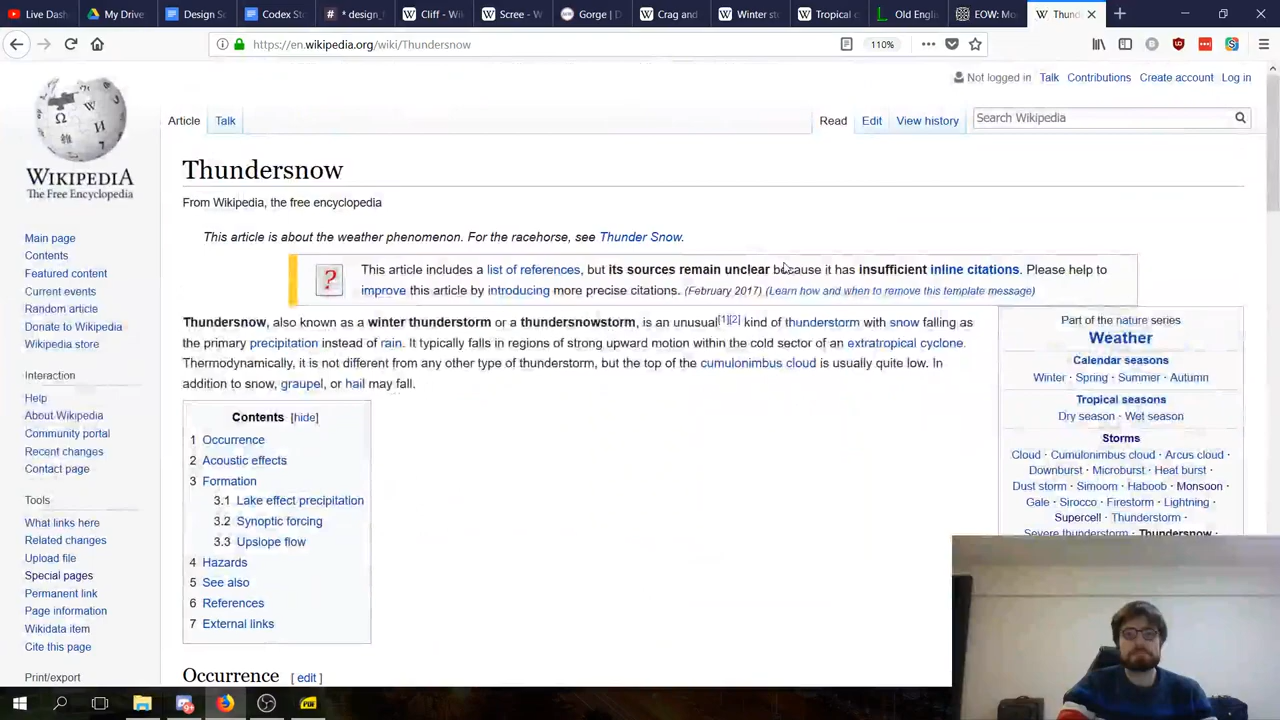 Live Dash
My Drive
Design S
Codex Ste
* design_
Cliff - Wik
Scree - W
Gorge | D
Crag and
Winter sto
Tropical c
Old Engl
EOW: Mo
Thund
https://en.wikipedia.org/wiki/Thundersnow
110%
Not logged in Talk Contributions Create account Log in
Article Talk Read Edit View history Search Wikipedia
WIKIPEDIA
The Free Encyclopedia
Main page
Contents
Featured content
Current events
Random article
Donate to Wikipedia
Wikipedia store
Interaction
Help
About Wikipedia
Community portal
Recent changes
Contact page
Tools
What links here
Related changes
Upload file
Special pages
Permanent link
Page information
Wikidata item
Cite this page
Print/export
Thundersnow
From Wikipedia, the free encyclopedia
This article is about the weather phenomenon. For the racehorse, see Thunder Snow.
This article includes a list of references, but its sources remain unclear because it has insufficient inline citations. Please help to
improve this article by introducing more precise citations. (February 2017) (Learn how and when to remove this template message)
Thundersnow, also known as a winter thunderstorm or a thundersnowstorm, is an unusual[1][2] kind of thunderstorm with snow falling as
the primary precipitation instead of rain. It typically falls in regions of strong upward motion within the cold sector of an extratropical cyclone.
Thermodynamically, it is not different from any other type of thunderstorm, but the top of the cumulonimbus cloud is usually quite low. In
addition to snow, graupel, or hail may fall.
Contents [hide]
1 Occurrence
2 Acoustic effects
3 Formation
3.1 Lake effect precipitation
3.2 Synoptic forcing
3.3 Upslope flow
4 Hazards
5 See also
6 References
7 External links
Occurrence [ edit ]
Part of the nature series
Weather
Calendar seasons
Winter · Spring · Summer · Autumn
Tropical seasons
Dry season · Wet season
Storms
Cloud · Cumulonimbus cloud · Arcus cloud ·
Downburst · Microburst · Heat burst ·
Dust storm · Simoom · Haboob · Monsoon ·
Gale · Sirocco · Firestorm · Lightning ·
Supercell · Thunderstorm ·
Severe thunderstorm · Thundersnow ·
PDF